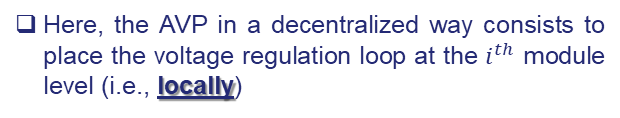 ❑ Here, the AVP in a decentralized way consists to
place the voltage regulation loop at the iᵗʰ module
level (i.e., locally)